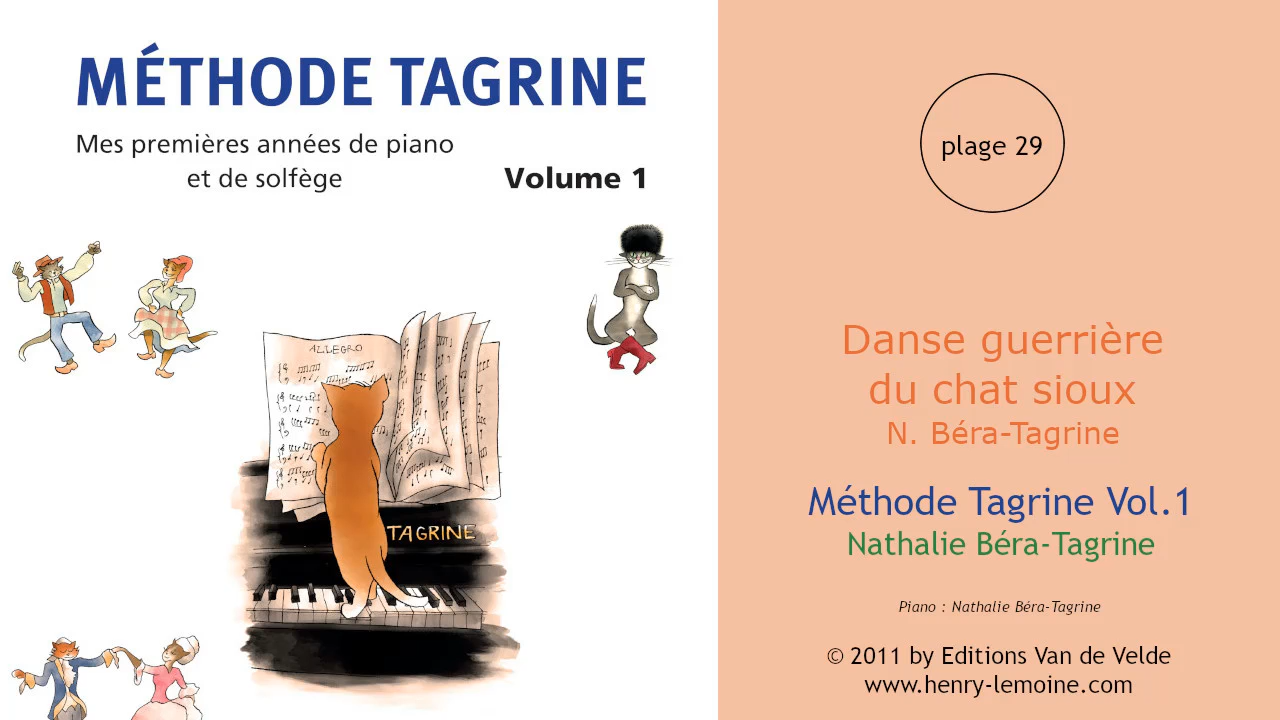 MÉTHODE TAGRINE
Mes premières années de piano
et de solfège
Volume 1
ALLEGRO
TAGRINE
plage 29
Danse guerrière
du chat sioux
N. Béra-Tagrine
Méthode Tagrine Vol.1
Nathalie Béra-Tagrine
Piano : Nathalie Béra-Tagrine
© 2011 by Editions Van de Velde
www.henry-lemoine.com